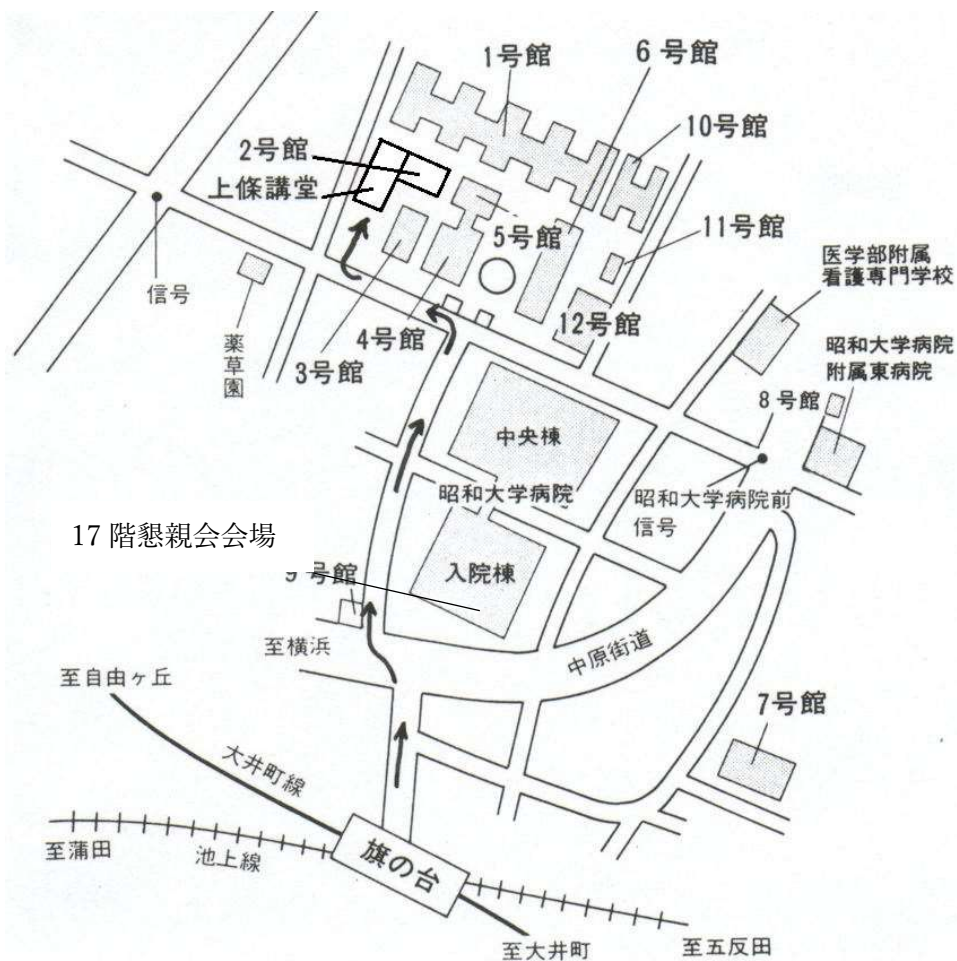 1号館
6号館
10号館
2号館
上條講堂
11号館
5号館
医学部附属
看護専門学校
信号
12号館
薬草園
4号館
3号館
昭和大学病院
附属東病院
8号館
中央棟
昭和大学病院
昭和大学病院前
信号
17階懇親会会場
入院棟
9号館
至横浜
中原街道
至自由ヶ丘
7号館
大井町線
旗の台
至蒲田
池上線
至大井町
至五反田